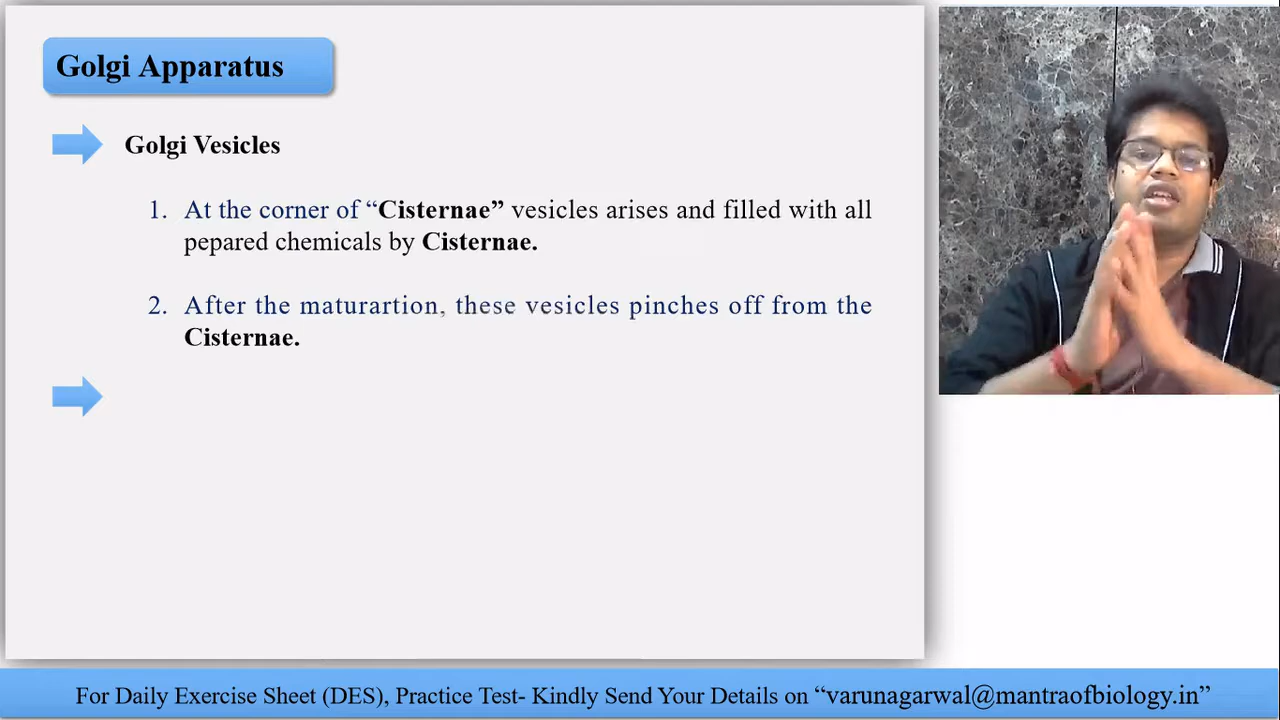 Golgi Apparatus
Golgi Vesicles
1. At the corner of “Cisternae” vesicles arises and filled with all
pepared chemicals by Cisternae.
2. After the maturartion, these vesicles pinches off from the
Cisternae.
For Daily Exercise Sheet (DES), Practice Test- Kindly Send Your Details on “varunagarwal@mantraofbiology.in”